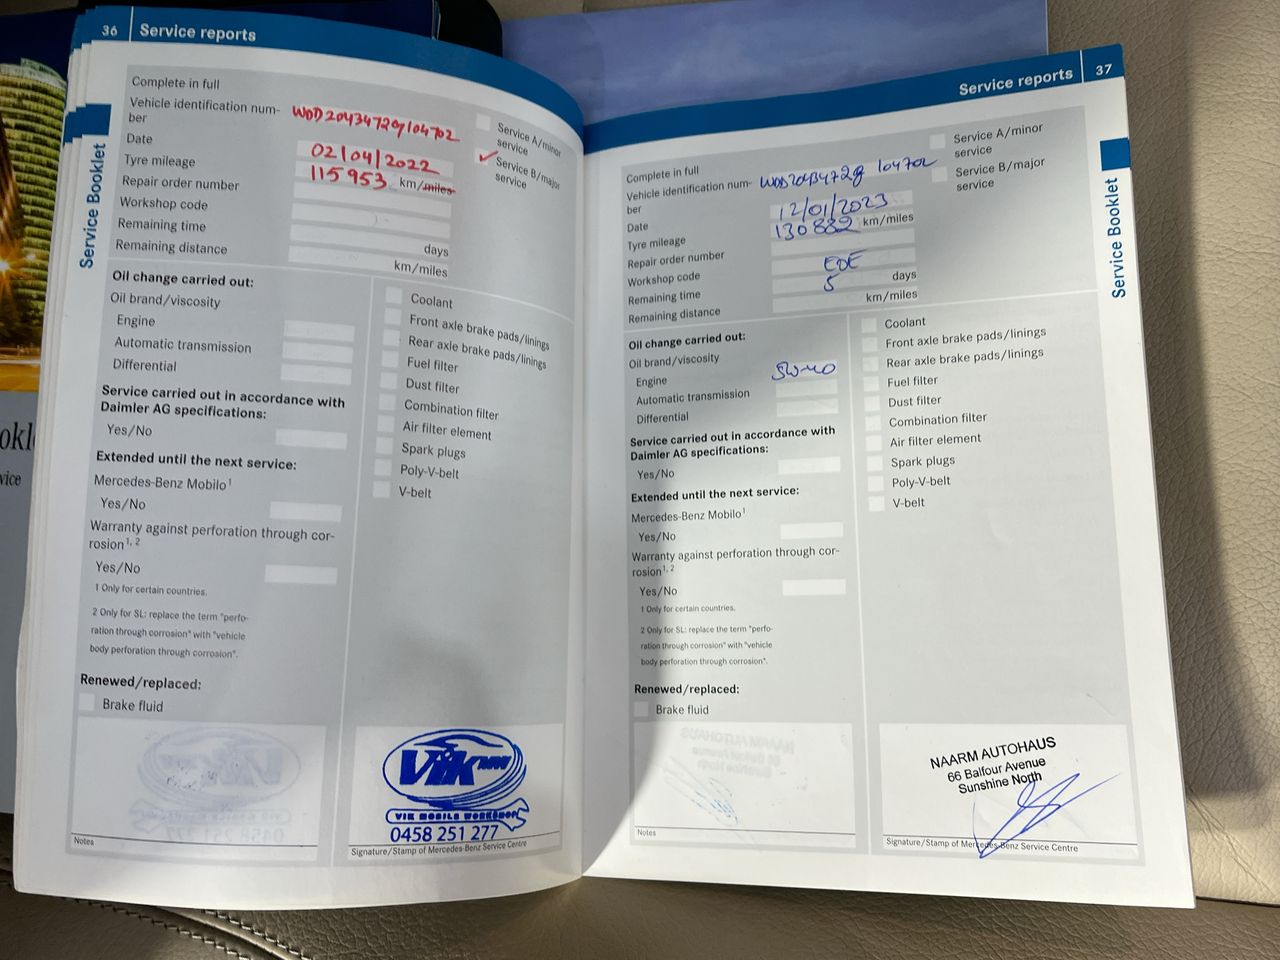 36 Service reports
Complete in full
Vehicle identification num-
ber
WDD2043472g104702
Date 02/04/2022
Tyre mileage 115953 km/miles
Repair order number
Workshop code
Remaining time days
Remaining distance km/miles
Service A/minor
service
Service B/major
service
Service Booklet
Oil change carried out:
Oil brand/viscosity
Engine
Automatic transmission
Differential
Service carried out in accordance with
Daimler AG specifications:
Yes/No
Extended until the next service:
Mercedes-Benz Mobilo1
Yes/No
Warranty against perforation through cor-
rosion1, 2
Yes/No
1 Only for certain countries.
2 Only for SL: replace the term "perfo-
ration through corrosion" with "vehicle
body perforation through corrosion".
Renewed/replaced:
Brake fluid
Coolant
Front axle brake pads/linings
Rear axle brake pads/linings
Fuel filter
Dust filter
Combination filter
Air filter element
Spark plugs
Poly-V-belt
V-belt
ViK
VIK MOBILE WORKSHOP
0458 251 277
Notes
Signature/Stamp of Mercedes-Benz Service Centre
Service reports 37
Complete in full
Vehicle identification num-
ber
WDD2043472g 104702
Date 12/01/2023
Tyre mileage 130882 km/miles
Repair order number
Workshop code
Remaining time 5 days
Remaining distance km/miles
Service A/minor
service
Service B/major
service
Service Booklet
Oil change carried out:
Oil brand/viscosity
Engine 5W-40
Automatic transmission
Differential
Service carried out in accordance with
Daimler AG specifications:
Yes/No
Extended until the next service:
Mercedes-Benz Mobilo1
Yes/No
Warranty against perforation through cor-
rosion1, 2
Yes/No
1 Only for certain countries.
2 Only for SL: replace the term "perfo-
ration through corrosion" with "vehicle
body perforation through corrosion".
Renewed/replaced:
Brake fluid
Coolant
Front axle brake pads/linings
Rear axle brake pads/linings
Fuel filter
Dust filter
Combination filter
Air filter element
Spark plugs
Poly-V-belt
V-belt
NAARM AUTOHAUS
66 Balfour Avenue
Sunshine North
Notes
Signature/Stamp of Mercedes-Benz Service Centre